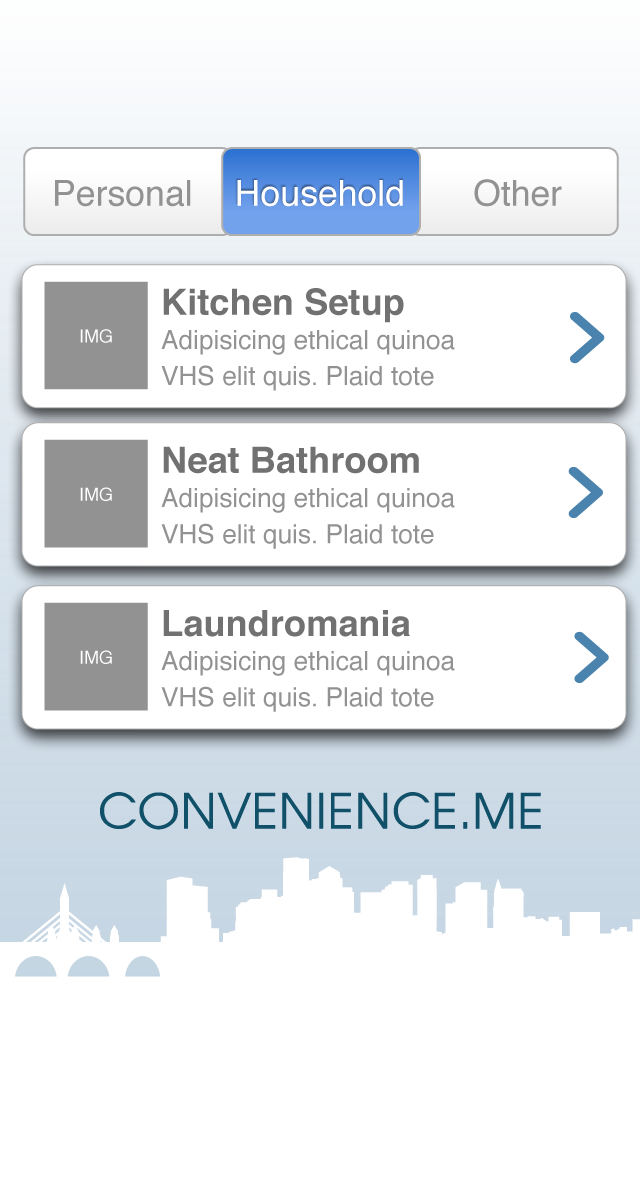 Personal Household Other
Kitchen Setup
IMG
Adipisicing ethical quinoa
VHS elit quis. Plaid tote
Neat Bathroom
IMG
Adipisicing ethical quinoa
VHS elit quis. Plaid tote
Laundromania
IMG
Adipisicing ethical quinoa
VHS elit quis. Plaid tote
CONVENIENCE.ME